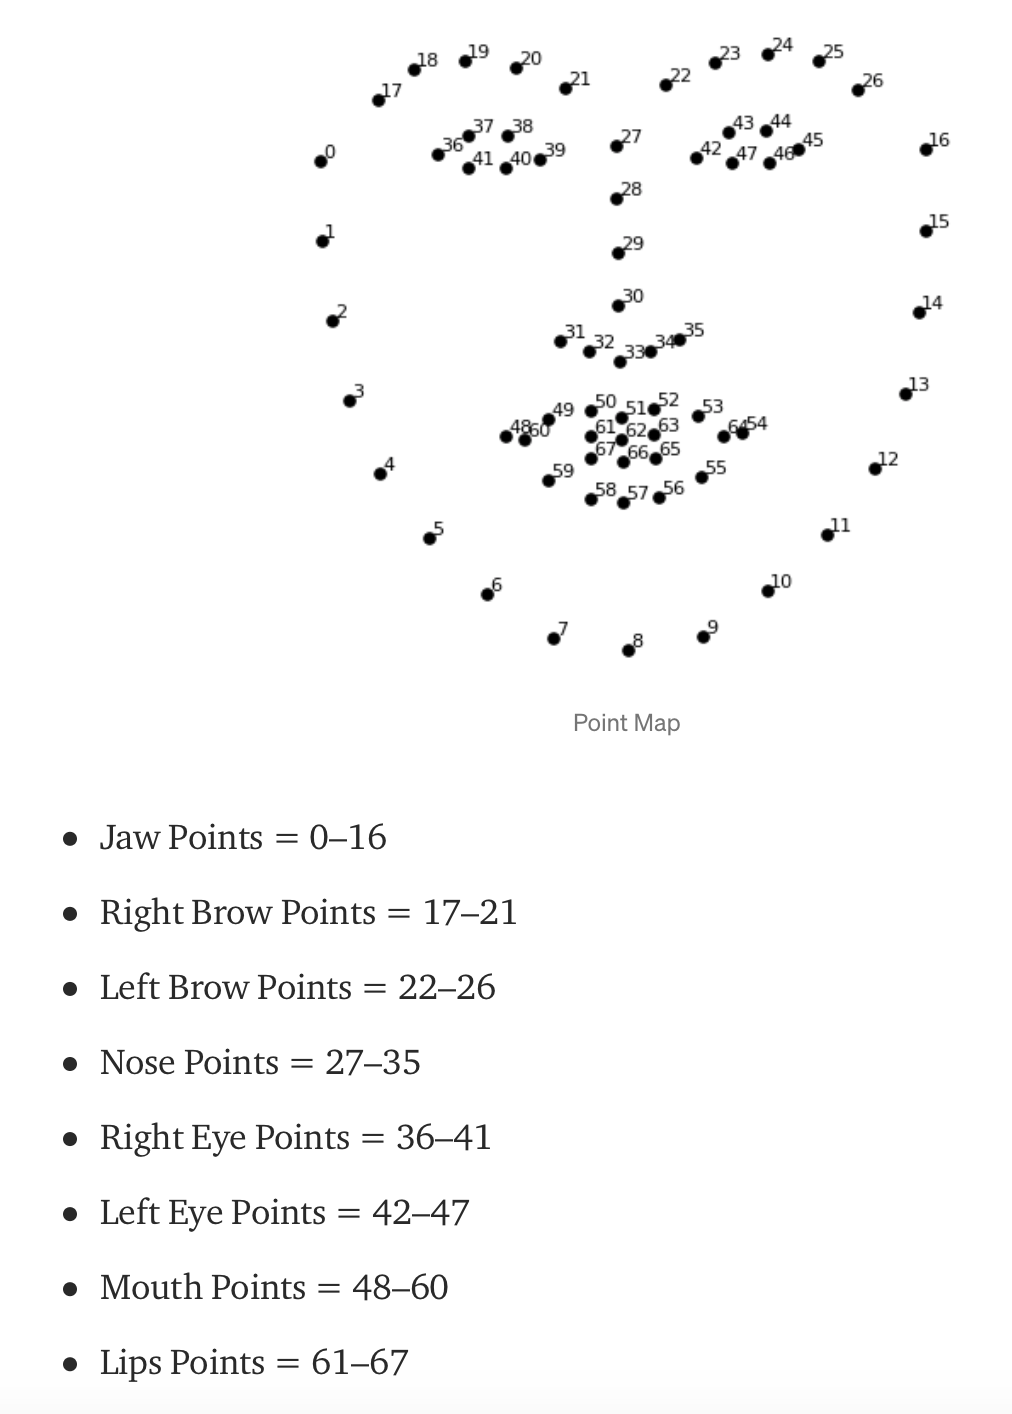 18 19 20 23 24 25
17 21 22 26
37 38 43 44
0 36 39 27 42 45 16
41 40 47 46
28
1 29 15
2 30 14
31 32 33 34 35
3 13
49 50 51 52 53
48 60 61 62 63 64 54
67 66 65
4 59 55 12
58 57 56
5 11
6 10
7 8 9
Point Map
• Jaw Points = 0–16
• Right Brow Points = 17–21
• Left Brow Points = 22–26
• Nose Points = 27–35
• Right Eye Points = 36–41
• Left Eye Points = 42–47
• Mouth Points = 48–60
• Lips Points = 61–67